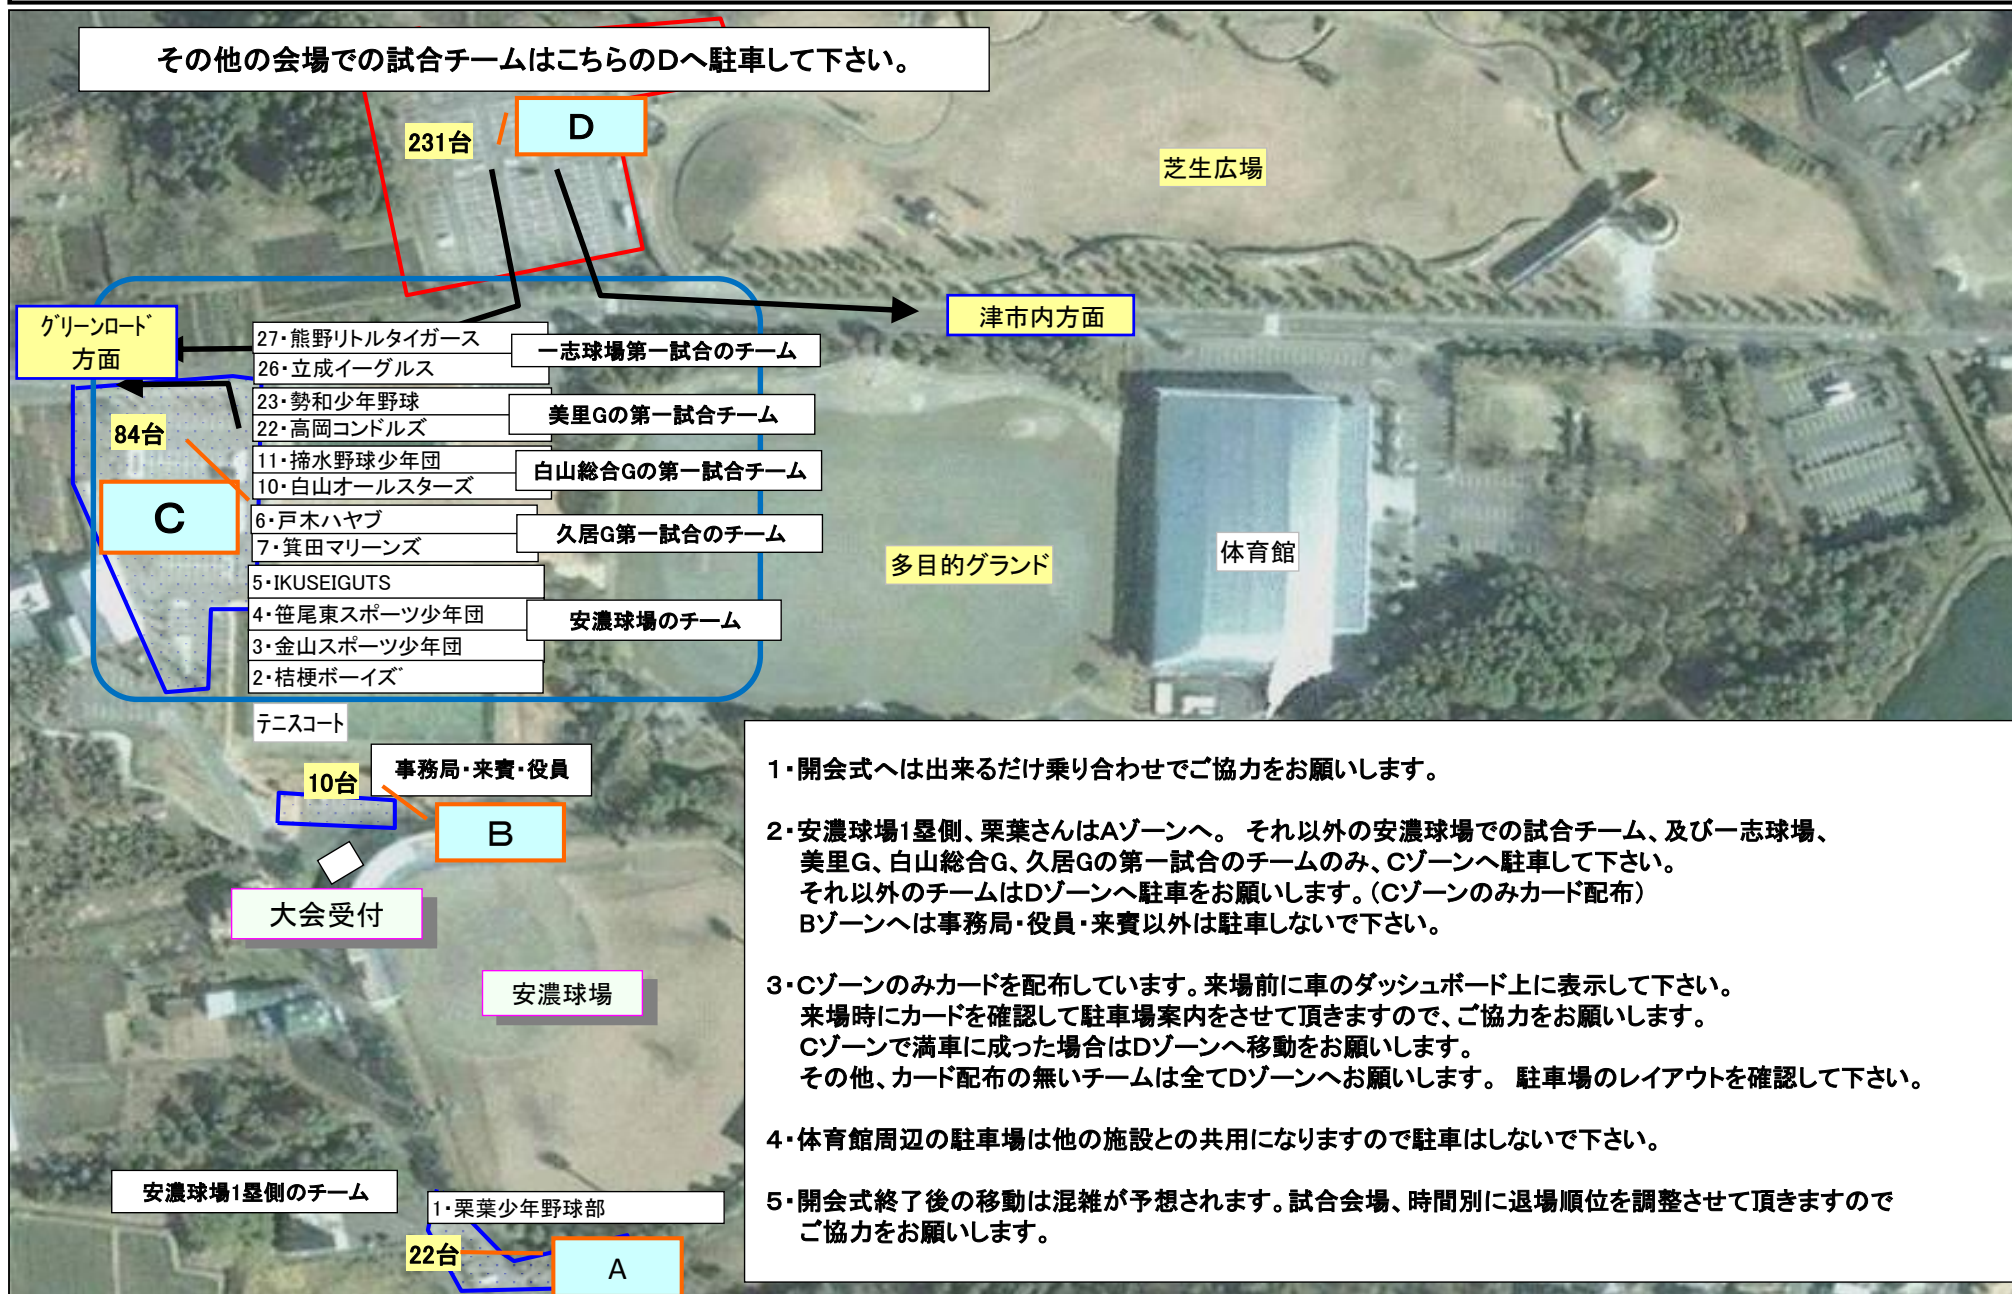 その他の会場での試合チームはこちらのDへ駐車して下さい。
231台
D
芝生広場
グリーンロード
方面
津市内方面
27・熊野リトルタイガース
一志球場第一試合のチーム
26・立成イーグルス
23・勢和少年野球
美里Gの第一試合チーム
22・高岡コンドルズ
84台
11・揥水野球少年団
白山総合Gの第一試合チーム
10・白山オールスターズ
C
6・戸木ハヤブ
久居G第一試合のチーム
7・箕田マリーンズ
多目的グランド
体育館
5・IKUSEIGUTS
4・笹尾東スポーツ少年団
安濃球場のチーム
3・金山スポーツ少年団
2・桔梗ボーイズ
テニスコート
事務局・来賓・役員
10台
B
大会受付
安濃球場
1・開会式へは出来るだけ乗り合わせでご協力をお願いします。
2・安濃球場1塁側、栗葉さんはAゾーンへ。 それ以外の安濃球場での試合チーム、及び一志球場、
美里G、白山総合G、久居Gの第一試合のチームのみ、Cゾーンへ駐車して下さい。
それ以外のチームはDゾーンへ駐車をお願いします。(Cゾーンのみカード配布)
Bゾーンへは事務局・役員・来賓以外は駐車しないで下さい。
3・Cゾーンのみカードを配布しています。来場前に車のダッシュボード上に表示して下さい。
来場時にカードを確認して駐車場案内をさせて頂きますので、ご協力をお願いします。
Cゾーンで満車に成った場合はDゾーンへ移動をお願いします。
その他、カード配布の無いチームは全てDゾーンへお願いします。 駐車場のレイアウトを確認して下さい。
4・体育館周辺の駐車場は他の施設との共用になりますので駐車はしないで下さい。
5・開会式終了後の移動は混雑が予想されます。試合会場、時間別に退場順位を調整させて頂きますので
ご協力をお願いします。
安濃球場1塁側のチーム
1・栗葉少年野球部
22台
A